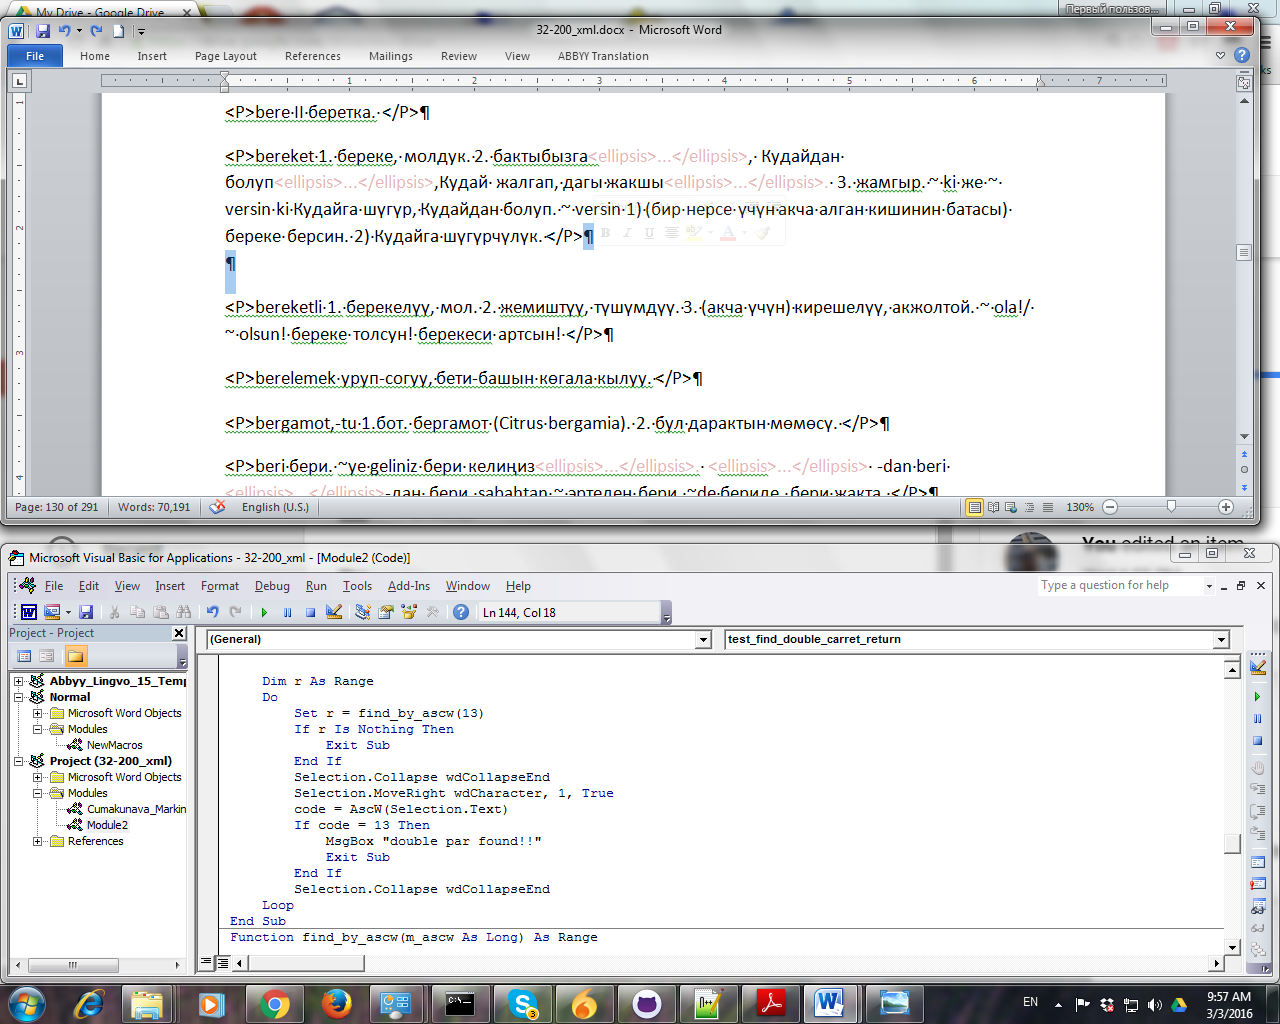 My Drive - Google Drive
Первый пользов...
32-200_xml.docx - Microsoft Word
File Home Insert Page Layout References Mailings Review View ABBYY Translation
1 2 3 4 5 6 7
<P>bere·II·беретка.·</P>¶
<P>bereket·1.·береке,·молдук.·2.·бактыбызга<ellipsis>...</ellipsis>,·Кудайдан·
болуп<ellipsis>...</ellipsis>,Кудай·жалгап,·дагы·жакшы<ellipsis>...</ellipsis>.·3.·жамгыр.·~·ki·же·~·
versin·ki·Кудайга·шүгүр,·Кудайдан·болуп.·~·versin·1)·(бир·нерсе·үчүн·акча·алган·кишинин·батасы)·
береке·берсин.·2)·Кудайга·шүгүрчүлүк.</P>¶
¶
<P>bereketli·1.·берекелүү,·мол.·2.·жемиштүү,·түшүмдүү.·3.·(акча·үчүн)·кирешелүү,·акжолтой.·~·ola!/·
~·olsun!·береке·толсун!·берекеси·артсын!·</P>¶
<P>berelemek·уруп-согуу,·бети-башын·көгала·кылуу.·</P>¶
<P>bergamot,-tu·1.бот.·бергамот·(Citrus·bergamia).·2.·бул·дарактын·мөмөсү.·</P>¶
<P>beri·бери.·~ye·geliniz·бери·келиңиз<ellipsis>...</ellipsis>.·<ellipsis>...</ellipsis>·-dan·beri·
<ellipsis>...</ellipsis>-дан·бери.·sabahtan·~·эртеден·бери.·~de·бериде,·бери·жакта.·</P>¶
Page: 130 of 291 Words: 70,191 English (U.S.) 130%
You edited an item
Microsoft Visual Basic for Applications - 32-200_xml - [Module2 (Code)]
File Edit View Insert Format Debug Run Tools Add-Ins Window Help Type a question for help
Ln 144, Col 18
Project - Project
(General) test_find_double_carret_return
Abbyy_Lingvo_15_Temp
Normal
Microsoft Word Objects
Modules
NewMacros
Project (32-200_xml)
Microsoft Word Objects
Modules
Cumakunava_Markin
Module2
References
Dim r As Range
Do
Set r = find_by_ascw(13)
If r Is Nothing Then
Exit Sub
End If
Selection.Collapse wdCollapseEnd
Selection.MoveRight wdCharacter, 1, True
code = AscW(Selection.Text)
If code = 13 Then
MsgBox "double par found!!"
Exit Sub
End If
Selection.Collapse wdCollapseEnd
Loop
End Sub
Function find_by_ascw(m_ascw As Long) As Range
EN 9:57 AM
3/3/2016